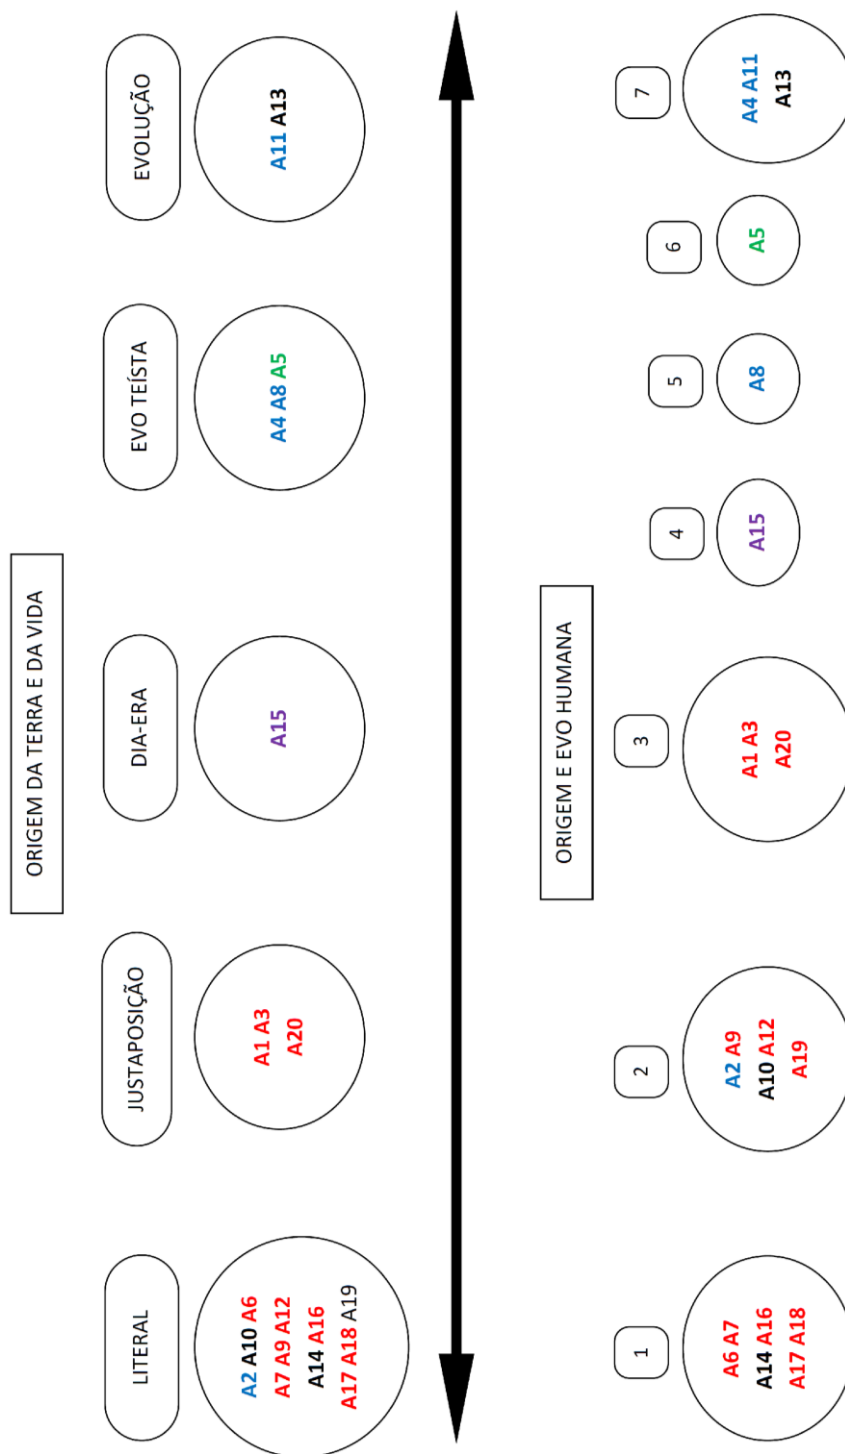 ORIGEM DA TERRA E DA VIDA
LITERAL
JUSTAPOSIÇÃO
DIA-ERA
EVO TEÍSTA
EVOLUÇÃO
A2 A10 A6
A7 A9 A12
A14 A16
A17 A18 A19
A1 A3
A20
A15
A4 A8 A5
A11 A13
ORIGEM E EVO HUMANA
1
2
3
4
5
6
7
A6 A7
A14 A16
A17 A18
A2 A9
A10 A12
A19
A1 A3
A20
A15
A8
A5
A4 A11
A13